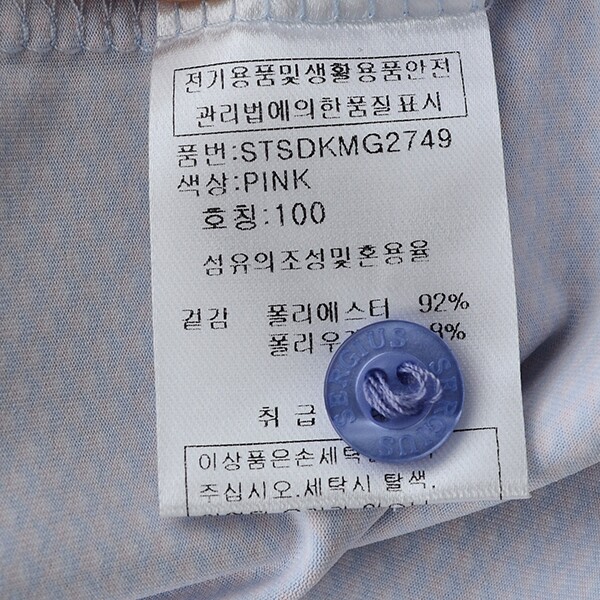 전기용품및생활용품안전
관리법에의한품질표시
품번:STSDKMG2749
색상:PINK
호칭:100
섬유의조성및혼용율
겉감 폴리에스터 92%
8%
취급
이상품은손세탁
주십시오.세탁시 탈색.